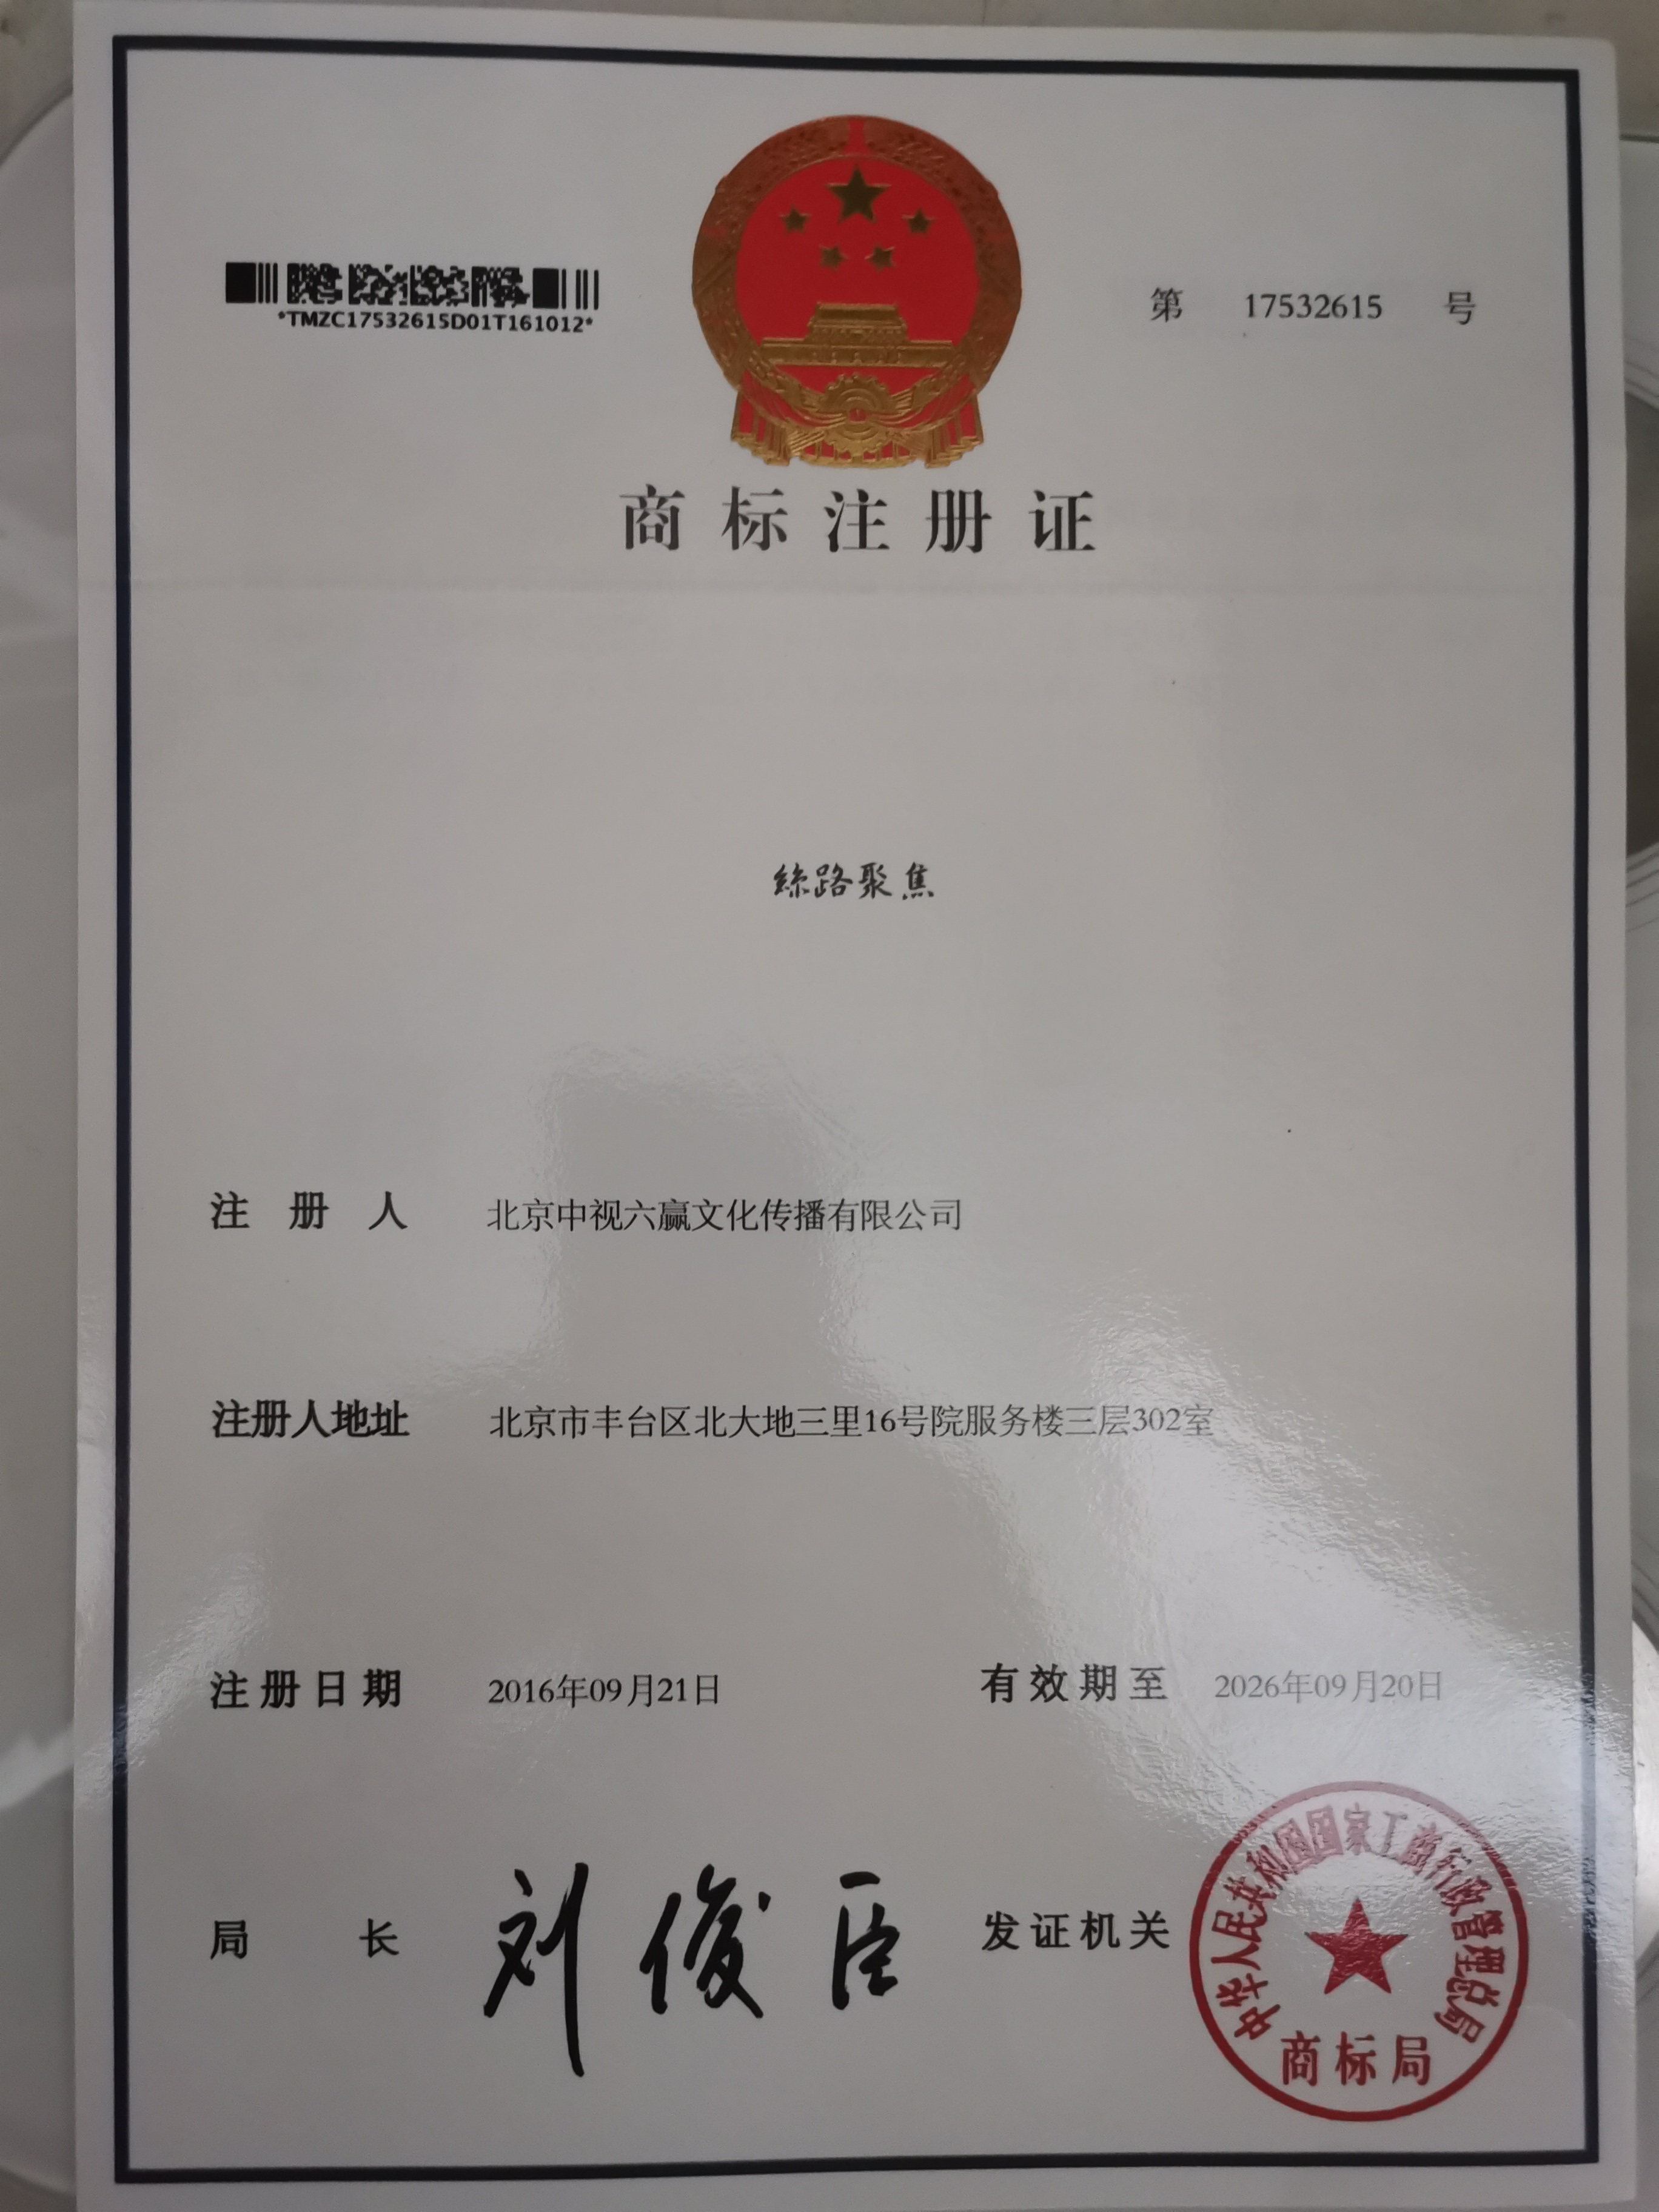 *TMZC17532615D01T161012*
第 17532615 号
商标注册证
絲路聚焦
注册人 北京中视六赢文化传播有限公司
注册人地址 北京市丰台区北大地三里16号院服务楼三层302室
注册日期 2016年09月21日 有效期至 2026年09月20日
局长 刘俊臣 发证机关
中华人民共和国国家工商行政管理总局
商标局